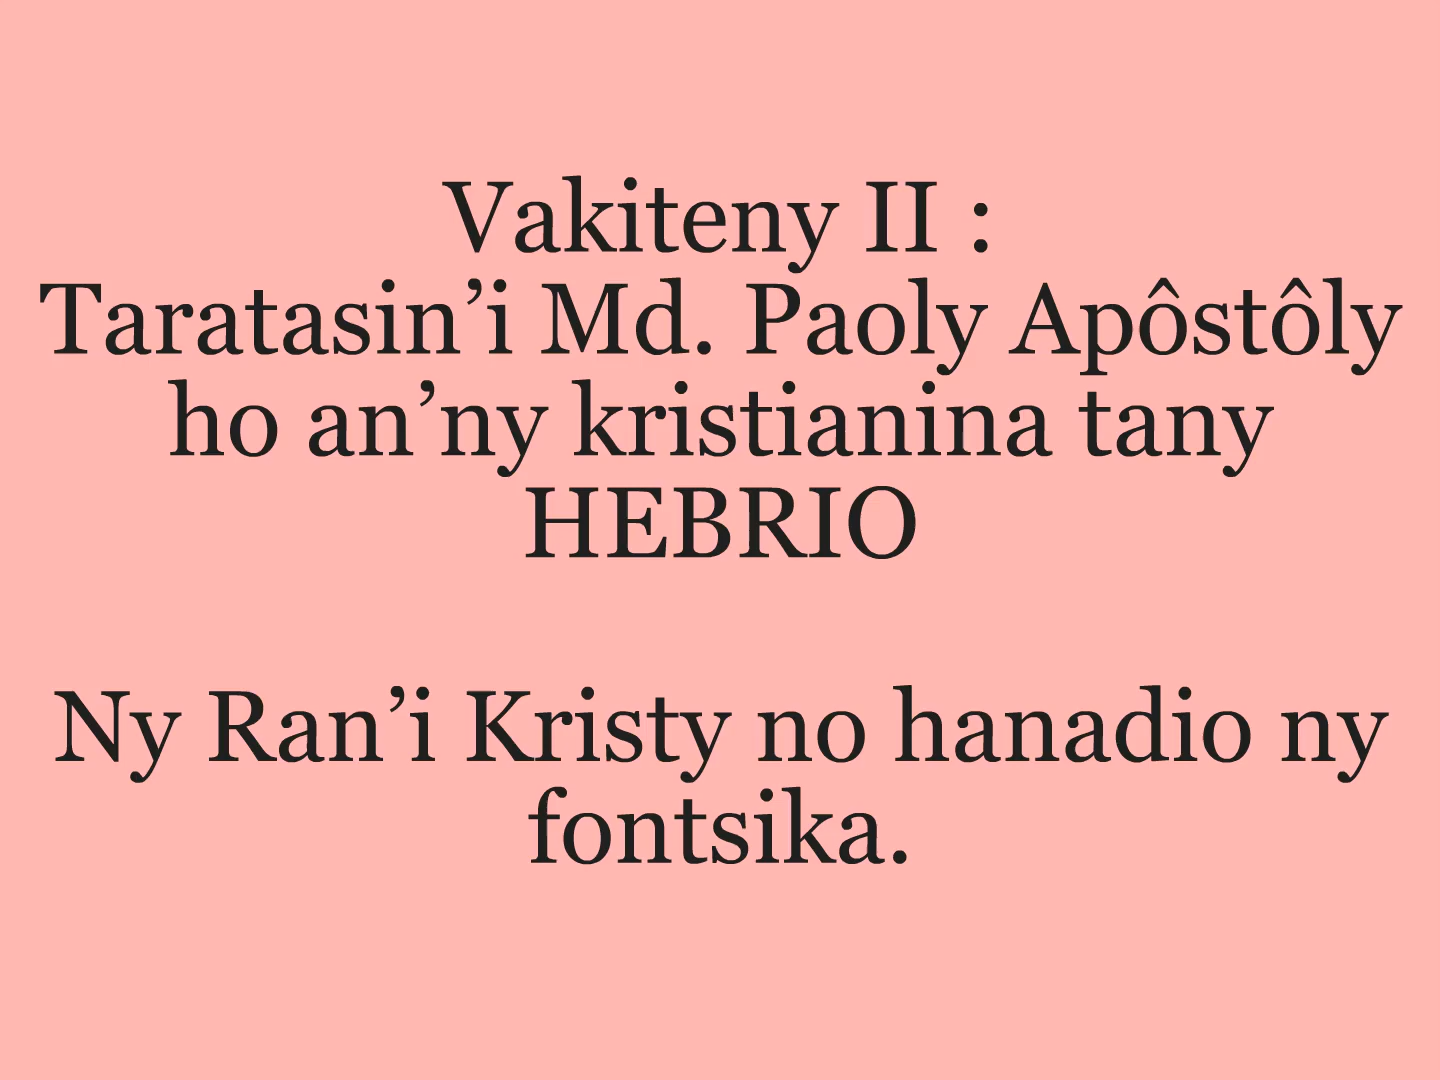 Vakiteny II :
Taratasin’i Md. Paoly Apôstôly
ho an’ny kristianina tany
HEBRIO
Ny Ran’i Kristy no hanadio ny
fontsika.